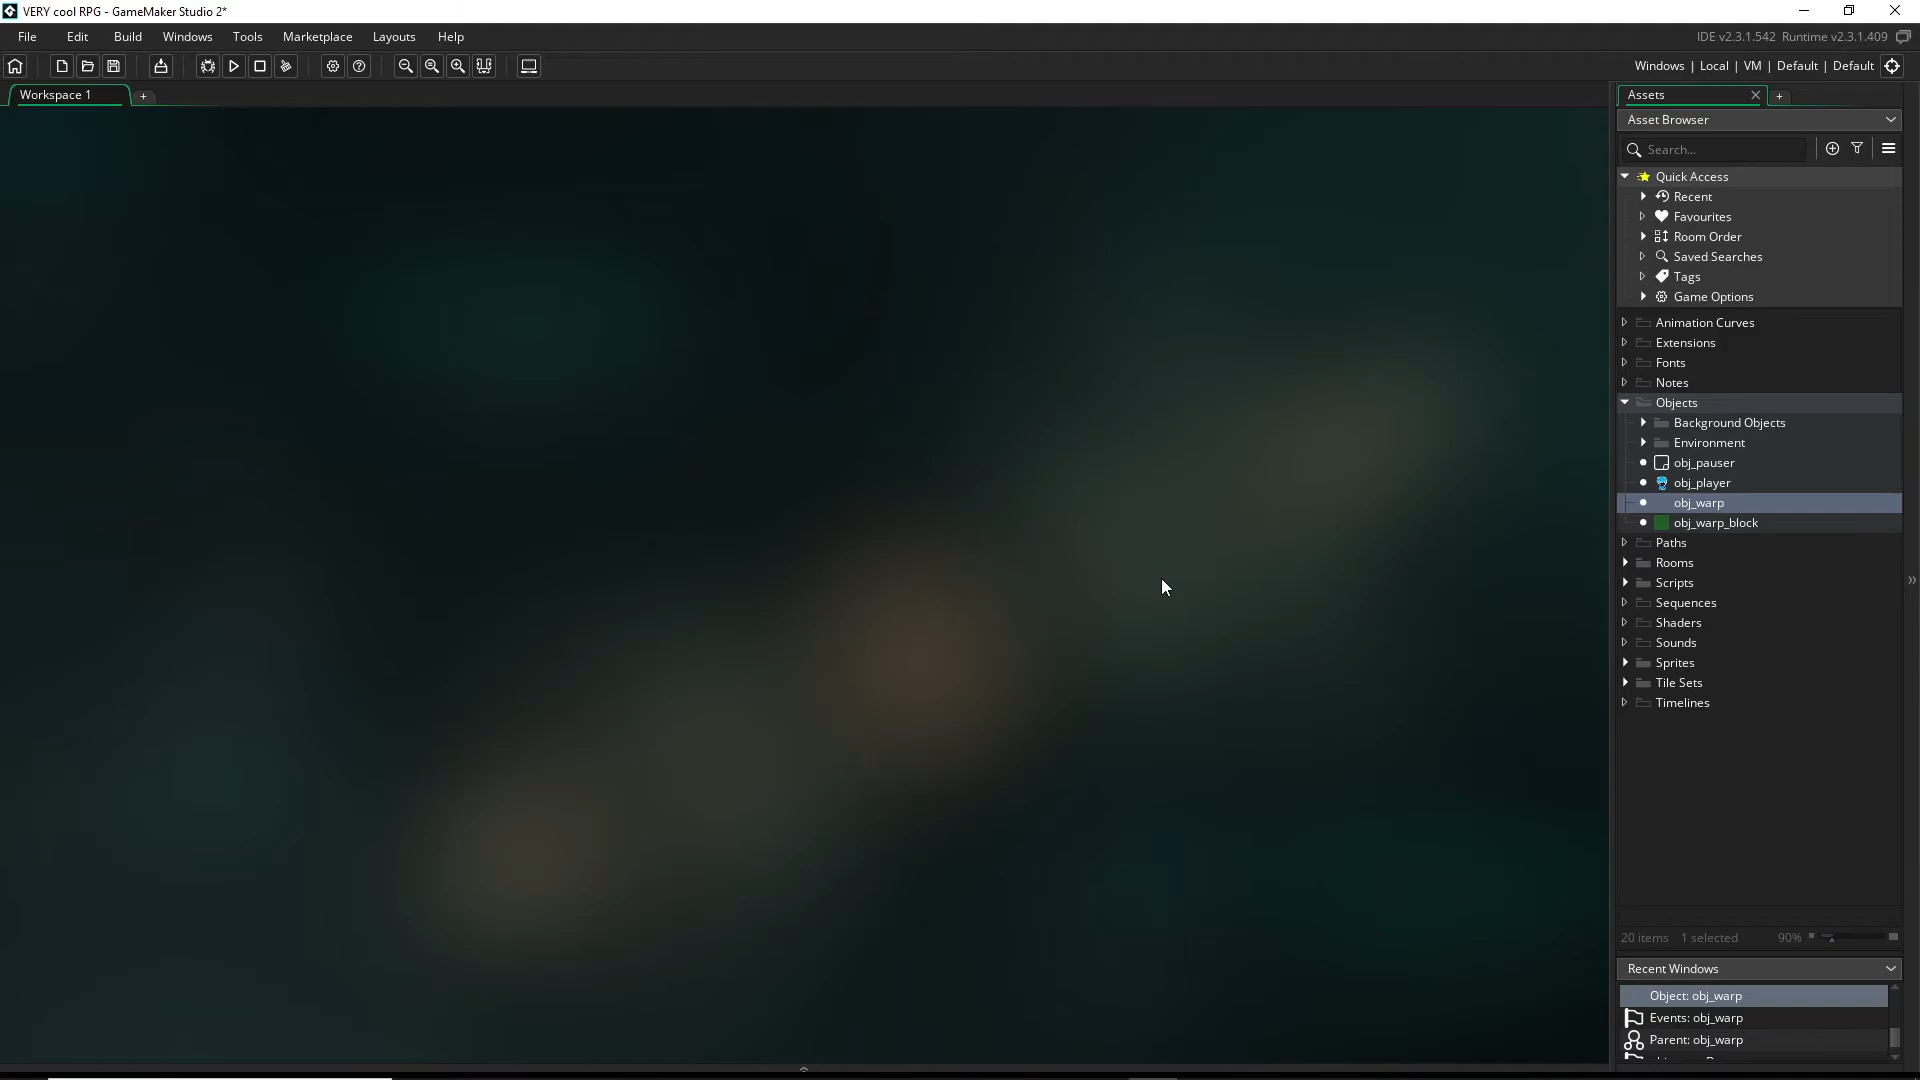 VERY cool RPG - GameMaker Studio 2*
File Edit Build Windows Tools Marketplace Layouts Help
IDE v2.3.1.542 Runtime v2.3.1.409
Windows | Local | VM | Default | Default
Workspace 1
Assets
Asset Browser
Search...
Quick Access
Recent
Favourites
Room Order
Saved Searches
Tags
Game Options
Animation Curves
Extensions
Fonts
Notes
Objects
Background Objects
Environment
obj_pauser
obj_player
obj_warp
obj_warp_block
Paths
Rooms
Scripts
Sequences
Shaders
Sounds
Sprites
Tile Sets
Timelines
20 items 1 selected 90%
Recent Windows
Object: obj_warp
Events: obj_warp
Parent: obj_warp